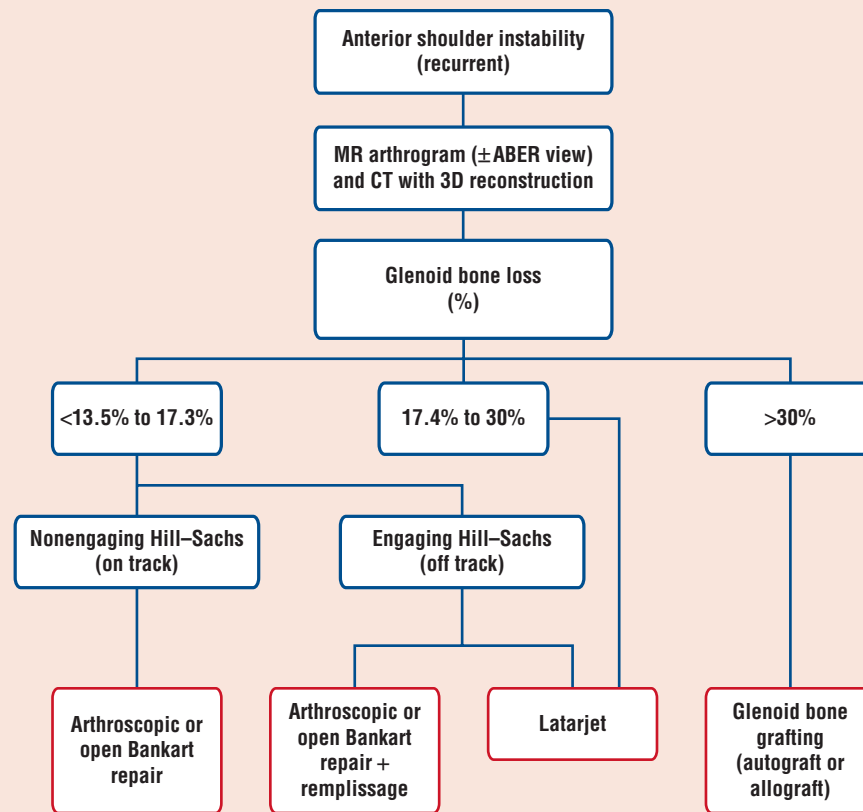 Anterior shoulder instability
(recurrent)
MR arthrogram (±ABER view)
and CT with 3D reconstruction
Glenoid bone loss
(%)
<13.5% to 17.3%
17.4% to 30%
>30%
Nonengaging Hill–Sachs
(on track)
Engaging Hill–Sachs
(off track)
Arthroscopic or
open Bankart
repair
Arthroscopic or
open Bankart
repair +
remplissage
Latarjet
Glenoid bone
grafting
(autograft or
allograft)